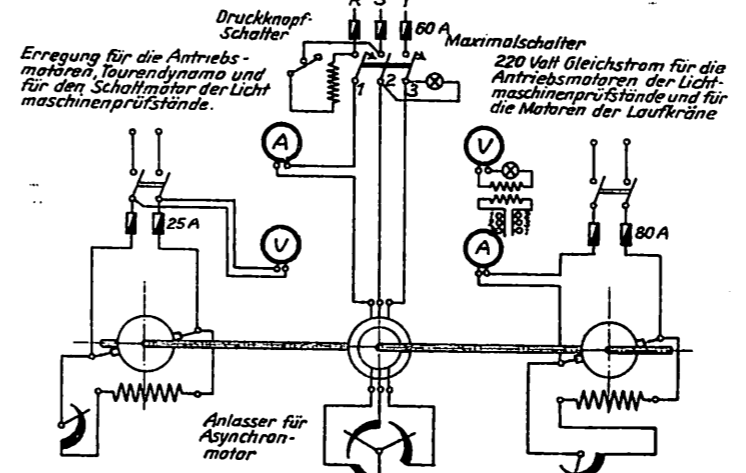 R S T
Druckknopf-
Schalter
60 A
Maximalschalter
Erregung für die Antriebs-
motoren, Tourendynamo und
für den Schaltmotor der Licht
maschinenprüfstände.
220 Volt Gleichstrom für die
Antriebsmotoren der Licht-
maschinenprüfstände und für
die Motoren der Laufkräne
1 2 3
A
V
25 A
V
A
80 A
Anlasser für
Asynchron-
motor